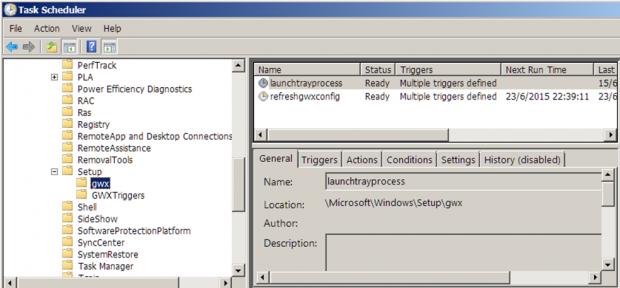 Task Scheduler
File Action View Help
PerfTrack
PLA
Power Efficiency Diagnostics
RAC
Ras
Registry
RemoteApp and Desktop Connections
RemoteAssistance
RemovalTools
Setup
gwx
GWXTriggers
Shell
SideShow
SoftwareProtectionPlatform
SyncCenter
SystemRestore
Task Manager
Name Status Triggers Next Run Time Last
launchtrayprocess Ready Multiple triggers defined 15/6
refreshgwxconfig Ready Multiple triggers defined 23/6/2015 22:39:11 23/6
General Triggers Actions Conditions Settings History (disabled)
Name: launchtrayprocess
Location: \Microsoft\Windows\Setup\gwx
Author:
Description: